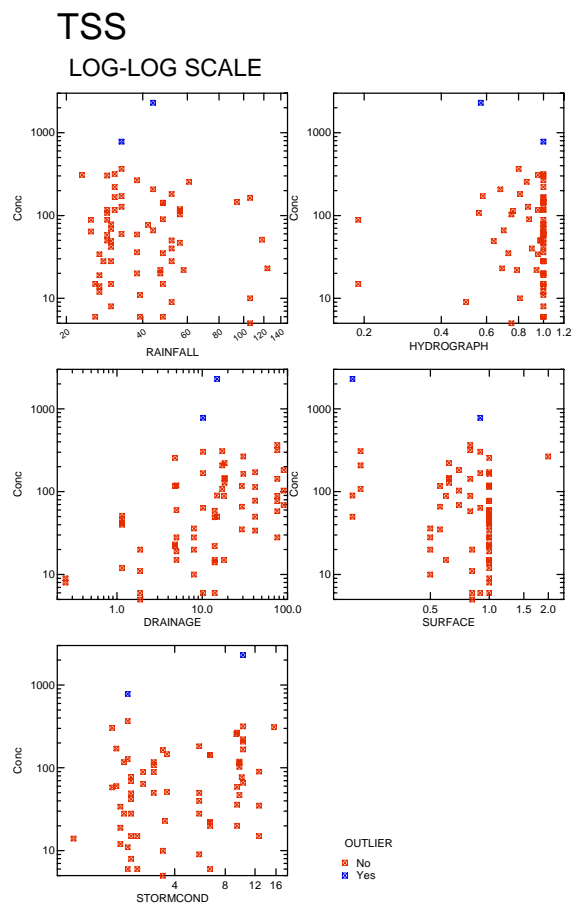 TSS
LOG-LOG SCALE
1000
100
10
Conc
20
40
60
80
100
120
140
RAINFALL
1000
100
10
Conc
0.2
0.4
0.6
0.8
1.0
1.2
HYDROGRAPH
1000
100
10
Conc
1.0
10.0
100.0
DRAINAGE
1000
100
10
Conc
0.5
1.0
1.5
2.0
SURFACE
1000
100
10
Conc
4
8
12
16
STORMCOND
OUTLIER
No
Yes